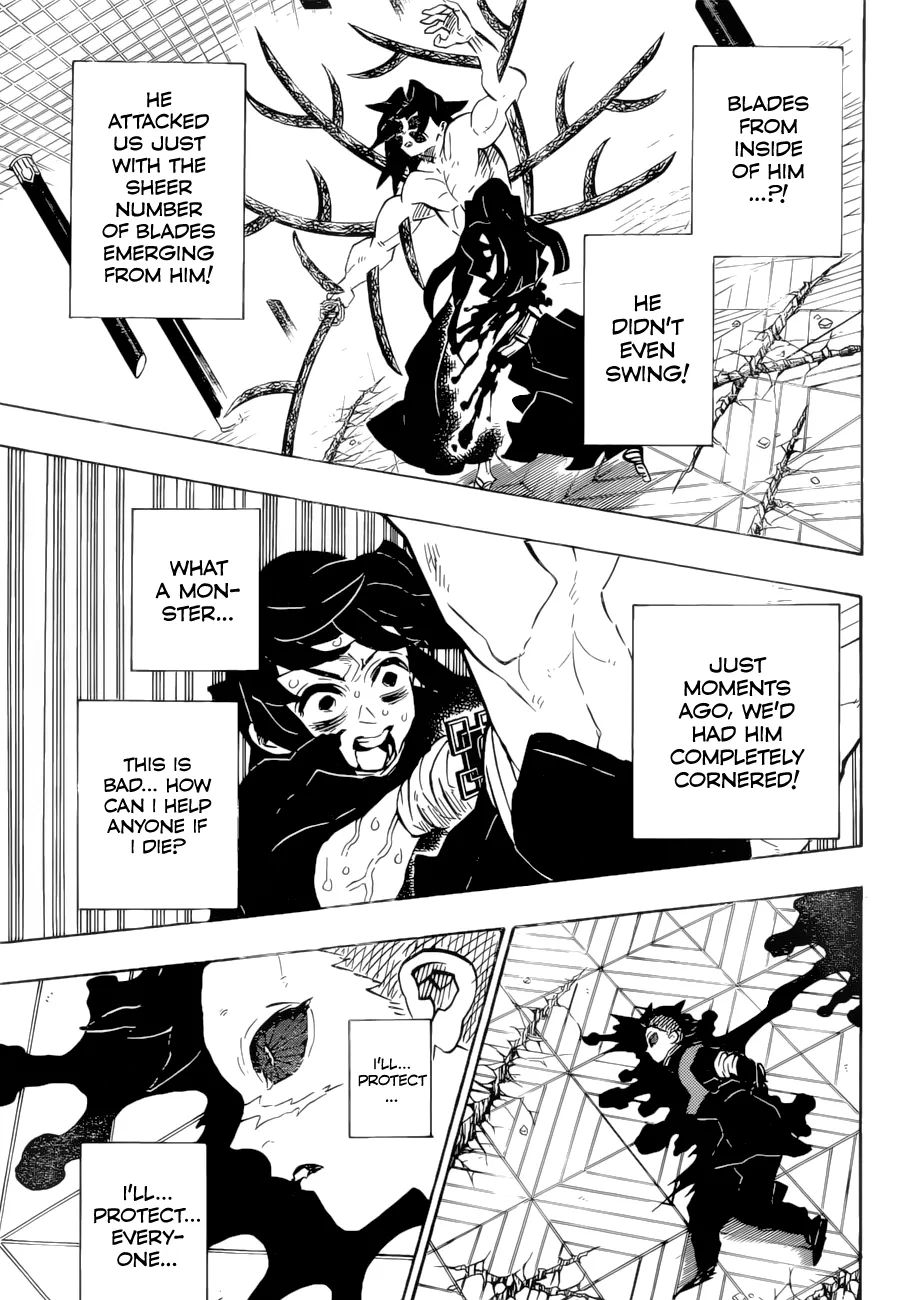 BLADES
FROM
INSIDE
OF HIM
...?!
HE
DIDN'T
EVEN
SWING!
HE
ATTACKED
US JUST
WITH THE
SHEER
NUMBER
OF BLADES
EMERGING
FROM HIM!
JUST
MOMENTS
AGO, WE'D
HAD HIM
COMPLETELY
CORNERED!
WHAT
A MON-
STER...
THIS IS
BAD... HOW
CAN I HELP
ANYONE IF
I DIE?
I'LL
PROTECT
...
I'LL...
PROTECT...
EVERY-
ONE...